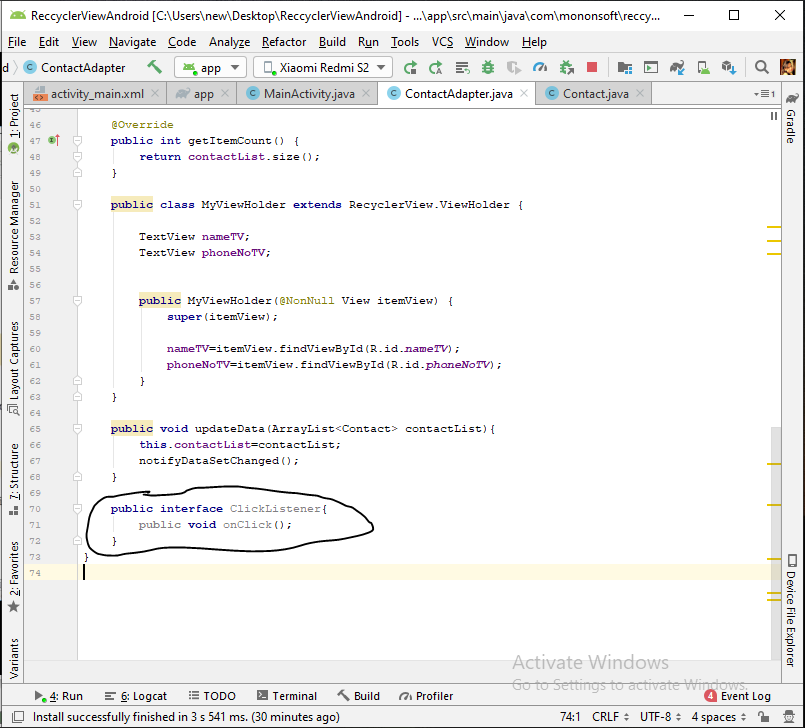 ReccyclerViewAndroid [C:\Users\new\Desktop\ReccyclerViewAndroid] - ...\app\src\main\java\com\mononsoft\reccy...
File Edit View Navigate Code Analyze Refactor Build Run Tools VCS Window Help
d ContactAdapter app Xiaomi Redmi S2
activity_main.xml app MainActivity.java ContactAdapter.java Contact.java 1
1: Project
Resource Manager
Layout Captures
7: Structure
2: Favorites
Variants
45
46 @Override
47 public int getItemCount() {
48 return contactList.size();
49 }
50
51 public class MyViewHolder extends RecyclerView.ViewHolder {
52
53 TextView nameTV;
54 TextView phoneNoTV;
55
56
57 public MyViewHolder(@NonNull View itemView) {
58 super(itemView);
59
60 nameTV=itemView.findViewById(R.id.nameTV);
61 phoneNoTV=itemView.findViewById(R.id.phoneNoTV);
62 }
63 }
64
65 public void updateData(ArrayList<Contact> contactList){
66 this.contactList=contactList;
67 notifyDataSetChanged();
68 }
69
70 public interface ClickListener{
71 public void onClick();
72 }
73 }
74
Gradle
Device File Explorer
Activate Windows
Go to Settings to activate Windows.
4: Run 6: Logcat TODO Terminal Build Profiler 4 Event Log
Install successfully finished in 3 s 541 ms. (30 minutes ago) 74:1 CRLF UTF-8 4 spaces